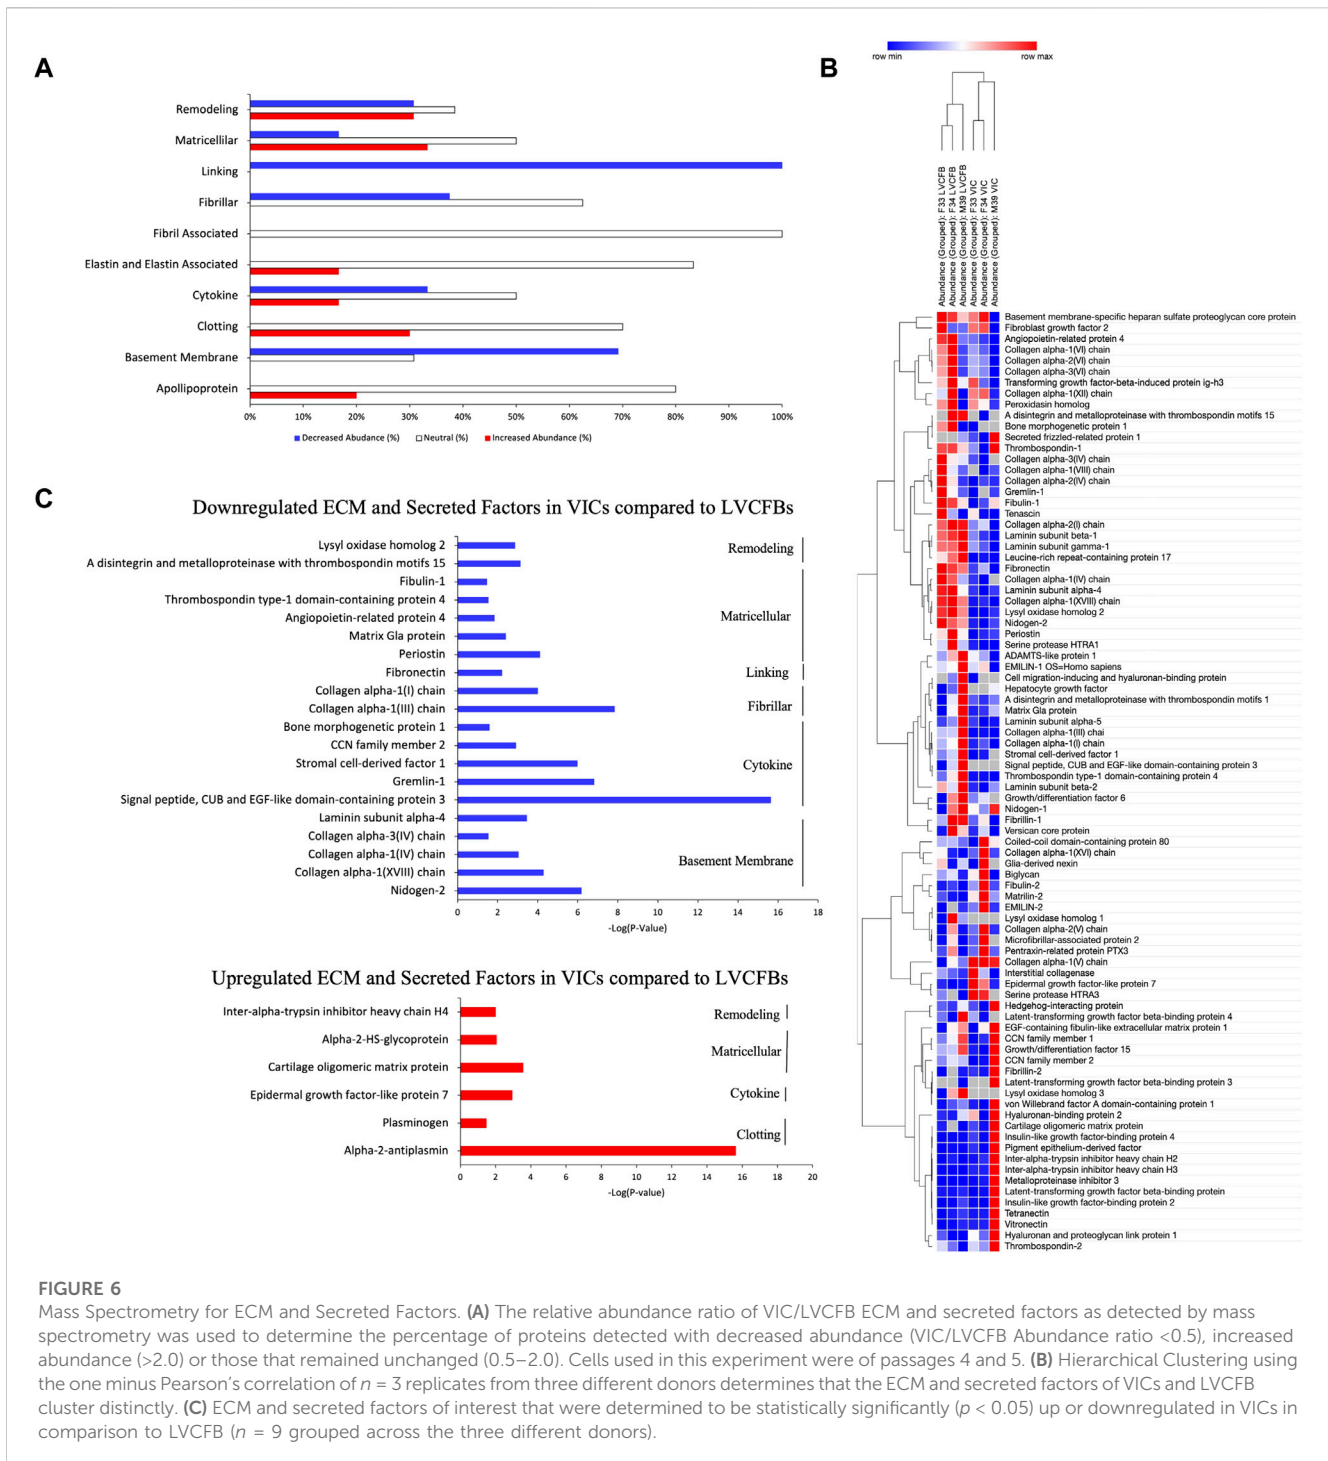 A
Remodeling
Matricellilar
Linking
Fibrillar
Fibril Associated
Elastin and Elastin Associated
Cytokine
Clotting
Basement Membrane
Apollipoprotein
0% 10% 20% 30% 40% 50% 60% 70% 80% 90% 100%
Decreased Abudance (%) Neutral (%) Increased Abundance (%)
B
row min row max
Abundance (Grouped): F33 LVCFB
Abundance (Grouped): F34 LVCFB
Abundance (Grouped): M39 LVCFB
Abundance (Grouped): F33 VIC
Abundance (Grouped): F34 VIC
Abundance (Grouped): M39 VIC
Basement membrane-specific heparan sulfate proteoglycan core protein
Fibroblast growth factor 2
Angiopoietin-related protein 4
Collagen alpha-1(VI) chain
Collagen alpha-2(VI) chain
Collagen alpha-3(VI) chain
Transforming growth factor-beta-induced protein ig-h3
Collagen alpha-1(XII) chain
Peroxidasin homolog
A disintegrin and metalloproteinase with thrombospondin motifs 15
Bone morphogenetic protein 1
Secreted frizzled-related protein 1
Thrombospondin-1
Collagen alpha-3(IV) chain
Collagen alpha-1(VIII) chain
Collagen alpha-2(IV) chain
Gremlin-1
Fibulin-1
Tenascin
Collagen alpha-2(I) chain
Laminin subunit beta-1
Laminin subunit gamma-1
Leucine-rich repeat-containing protein 17
Fibronectin
Collagen alpha-1(IV) chain
Laminin subunit alpha-4
Collagen alpha-1(XVIII) chain
Lysyl oxidase homolog 2
Nidogen-2
Periostin
Serine protease HTRA1
ADAMTS-like protein 1
EMILIN-1 OS=Homo sapiens
Cell migration-inducing and hyaluronan-binding protein
Hepatocyte growth factor
A disintegrin and metalloproteinase with thrombospondin motifs 1
Matrix Gla protein
Laminin subunit alpha-5
Collagen alpha-1(III) chai
Collagen alpha-1(I) chain
Stromal cell-derived factor 1
Signal peptide, CUB and EGF-like domain-containing protein 3
Thrombospondin type-1 domain-containing protein 4
Laminin subunit beta-2
Growth/differentiation factor 6
Nidogen-1
Fibrillin-1
Versican core protein
Coiled-coil domain-containing protein 80
Collagen alpha-1(XVI) chain
Glia-derived nexin
Biglycan
Fibulin-2
Matrilin-2
EMILIN-2
Lysyl oxidase homolog 1
Collagen alpha-2(V) chain
Microfibrillar-associated protein 2
Pentraxin-related protein PTX3
Collagen alpha-1(V) chain
Interstitial collagenase
Epidermal growth factor-like protein 7
Serine protease HTRA3
Hedgehog-interacting protein
Latent-transforming growth factor beta-binding protein 4
EGF-containing fibulin-like extracellular matrix protein 1
CCN family member 1
Growth/differentiation factor 15
CCN family member 2
Fibrillin-2
Latent-transforming growth factor beta-binding protein 3
Lysyl oxidase homolog 3
von Willebrand factor A domain-containing protein 1
Hyaluronan-binding protein 2
Cartilage oligomeric matrix protein
Insulin-like growth factor-binding protein 4
Pigment epithelium-derived factor
Inter-alpha-trypsin inhibitor heavy chain H2
Inter-alpha-trypsin inhibitor heavy chain H3
Metalloproteinase inhibitor 3
Latent-transforming growth factor beta-binding protein
Insulin-like growth factor-binding protein 2
Tetranectin
Vitronectin
Hyaluronan and proteoglycan link protein 1
Thrombospondin-2
C
Downregulated ECM and Secreted Factors in VICs compared to LVCFBs
Lysyl oxidase homolog 2 Remodeling
A disintegrin and metalloproteinase with thrombospondin motifs 15
Fibulin-1
Thrombospondin type-1 domain-containing protein 4
Angiopoietin-related protein 4 Matricellular
Matrix Gla protein
Periostin
Fibronectin Linking
Collagen alpha-1(I) chain
Collagen alpha-1(III) chain Fibrillar
Bone morphogenetic protein 1
CCN family member 2
Stromal cell-derived factor 1 Cytokine
Gremlin-1
Signal peptide, CUB and EGF-like domain-containing protein 3
Laminin subunit alpha-4
Collagen alpha-3(IV) chain
Collagen alpha-1(IV) chain Basement Membrane
Collagen alpha-1(XVIII) chain
Nidogen-2
0 2 4 6 8 10 12 14 16 18
-Log(P-Value)
Upregulated ECM and Secreted Factors in VICs compared to LVCFBs
Inter-alpha-trypsin inhibitor heavy chain H4 Remodeling
Alpha-2-HS-glycoprotein Matricellular
Cartilage oligomeric matrix protein
Epidermal growth factor-like protein 7 Cytokine
Plasminogen Clotting
Alpha-2-antiplasmin
0 2 4 6 8 10 12 14 16 18 20
-Log(P-value)
FIGURE 6
Mass Spectrometry for ECM and Secreted Factors. (A) The relative abundance ratio of VIC/LVCFB ECM and secreted factors as detected by mass
spectrometry was used to determine the percentage of proteins detected with decreased abundance (VIC/LVCFB Abundance ratio <0.5), increased
abundance (>2.0) or those that remained unchanged (0.5–2.0). Cells used in this experiment were of passages 4 and 5. (B) Hierarchical Clustering using
the one minus Pearson's correlation of n = 3 replicates from three different donors determines that the ECM and secreted factors of VICs and LVCFB
cluster distinctly. (C) ECM and secreted factors of interest that were determined to be statistically significantly (p < 0.05) up or downregulated in VICs in
comparison to LVCFB (n = 9 grouped across the three different donors).